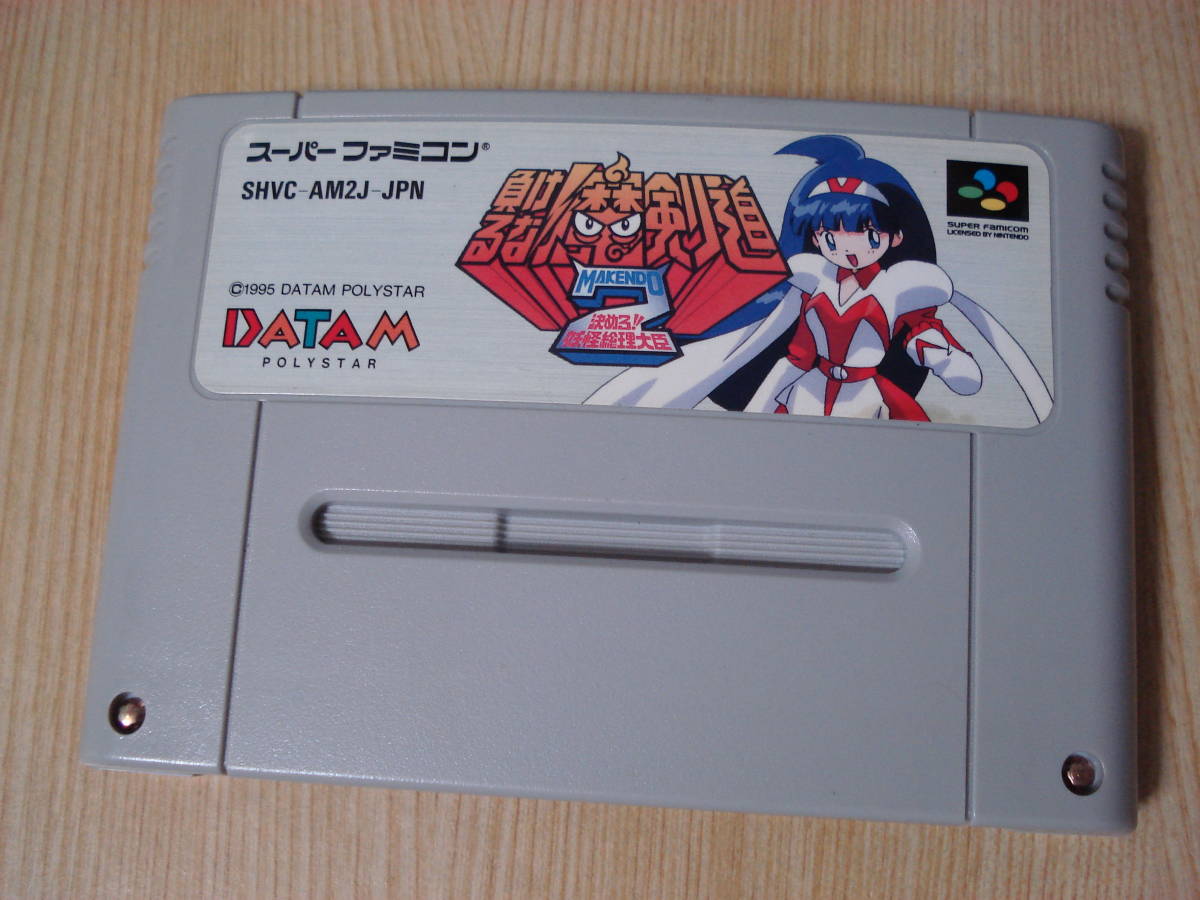 スーパーファミコン®
SHVC-AM2J-JPN
©1995 DATAM POLYSTAR
DATAM
POLYSTAR
負けるな!魔剣道
MAKENDO
2
決めろ!!
妖怪総理大臣
SUPER FAMICOM
LICENSED BY NINTENDO